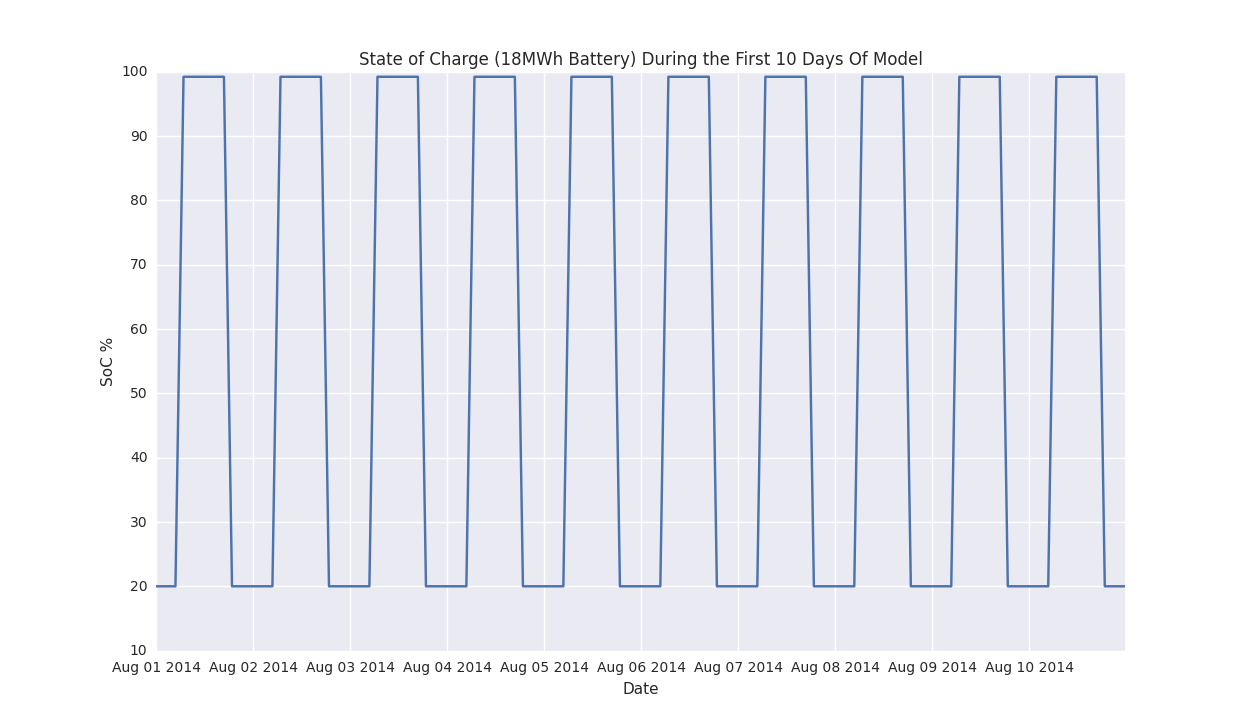 State of Charge (18MWh Battery) During the First 10 Days Of Model
100
90
80
70
60
50
40
30
20
10
SoC %
Aug 01 2014 Aug 02 2014 Aug 03 2014 Aug 04 2014 Aug 05 2014 Aug 06 2014 Aug 07 2014 Aug 08 2014 Aug 09 2014 Aug 10 2014
Date